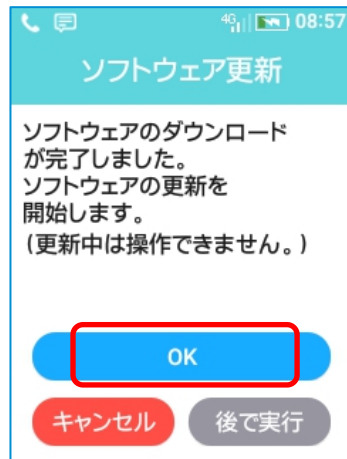 4G 08:57
ソフトウェア更新
ソフトウェアのダウンロード
が完了しました。
ソフトウェアの更新を
開始します。
(更新中は操作できません。)
OK
キャンセル 後で実行